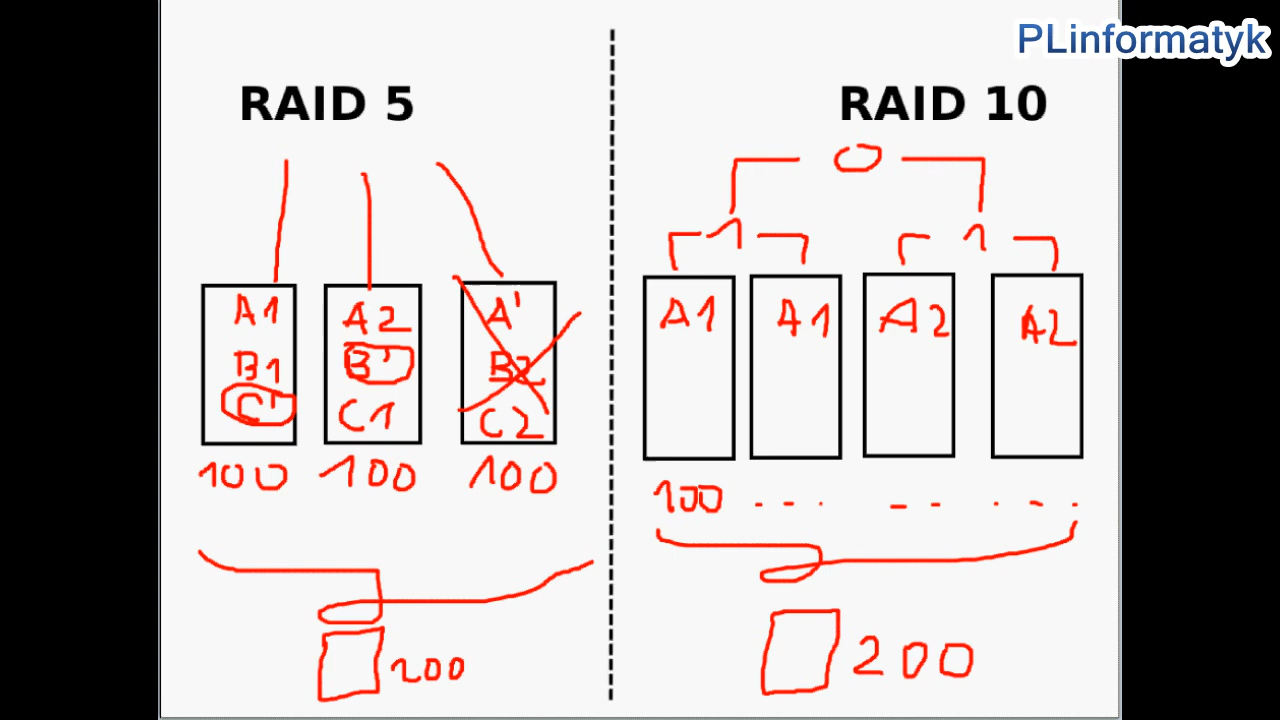 PLinformatyk
RAID 5
A1 A2 A'
B1 B' B2
C' C1 C2
100 100 100
200
RAID 10
0
1 1
A1 A1 A2 A2
100 --- -- ---
200